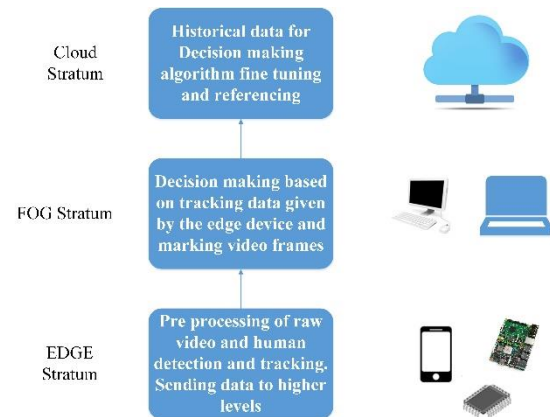 Cloud
Stratum
Historical data for
Decision making
algorithm fine tuning
and referencing
FOG Stratum
Decision making based
on tracking data given
by the edge device and
marking video frames
EDGE
Stratum
Pre processing of raw
video and human
detection and tracking.
Sending data to higher
levels